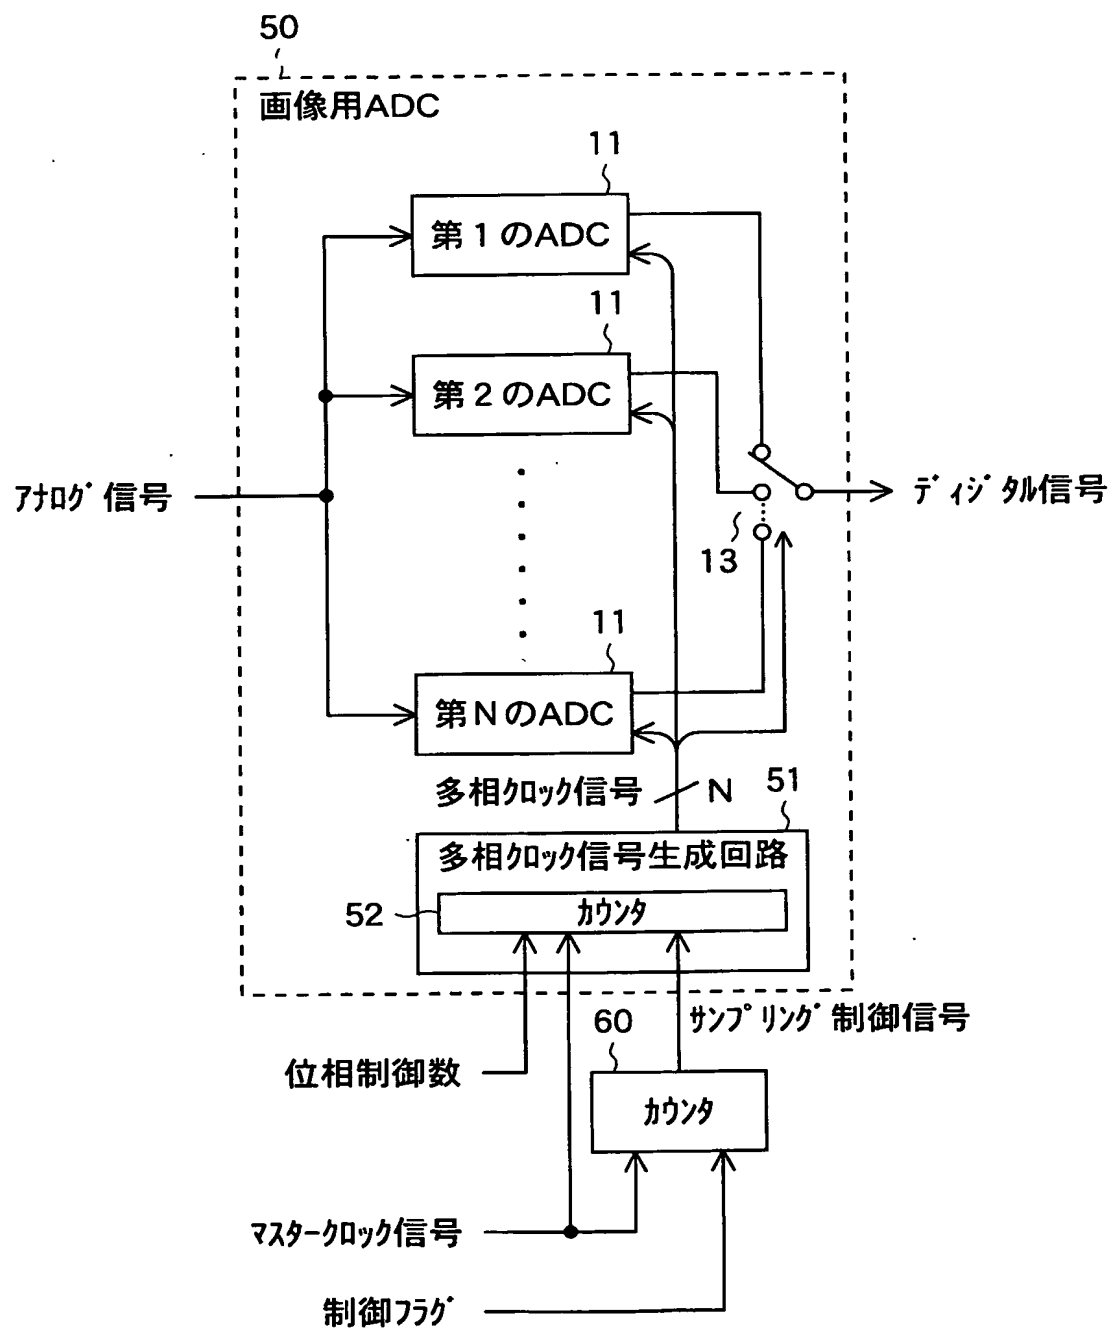 50
画像用ADC
11
第1のADC
11
第2のADC
アナログ信号
ディジタル信号
13
11
第NのADC
多相クロック信号
N
51
多相クロック信号生成回路
52
カウンタ
サンプリング制御信号
60
位相制御数
カウンタ
マスタークロック信号
制御フラグ